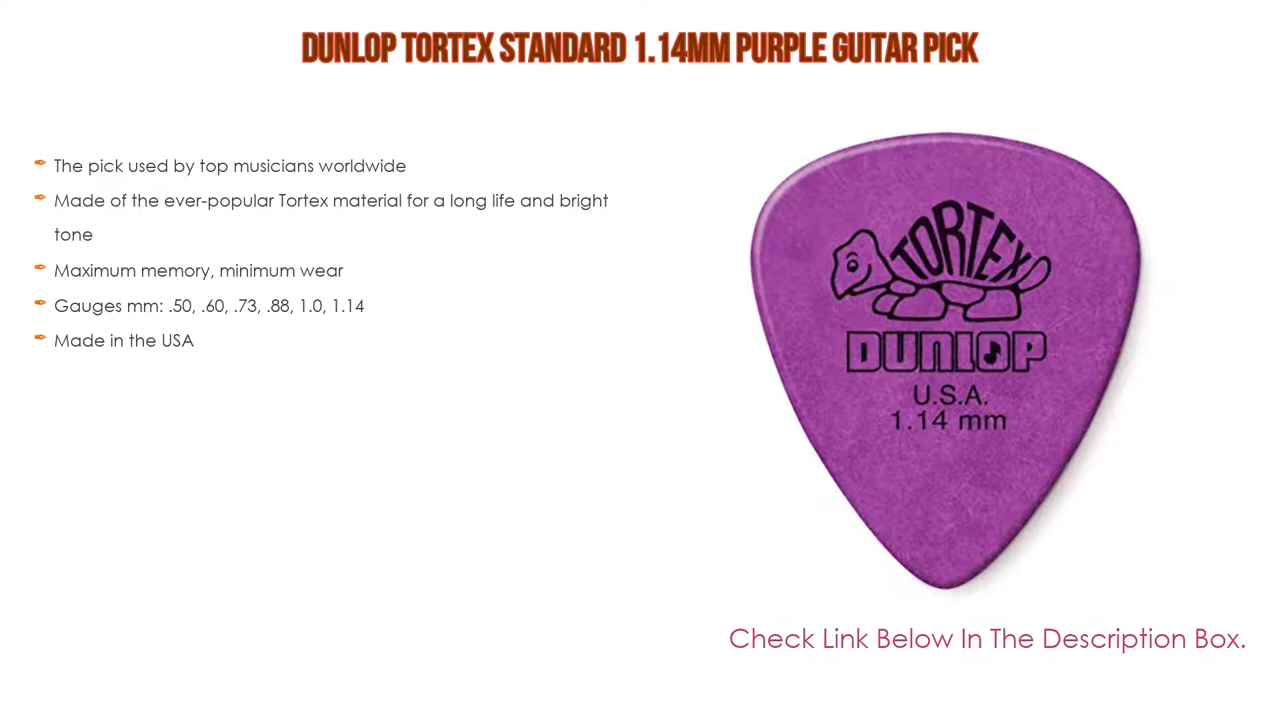 DUNLOP TORTEX STANDARD 1.14MM PURPLE GUITAR PICK
The pick used by top musicians worldwide
Made of the ever-popular Tortex material for a long life and bright
tone
Maximum memory, minimum wear
Gauges mm: .50, .60, .73, .88, 1.0, 1.14
Made in the USA
TORTEX
DUNLOP
U.S.A.
1.14 mm
Check Link Below In The Description Box.